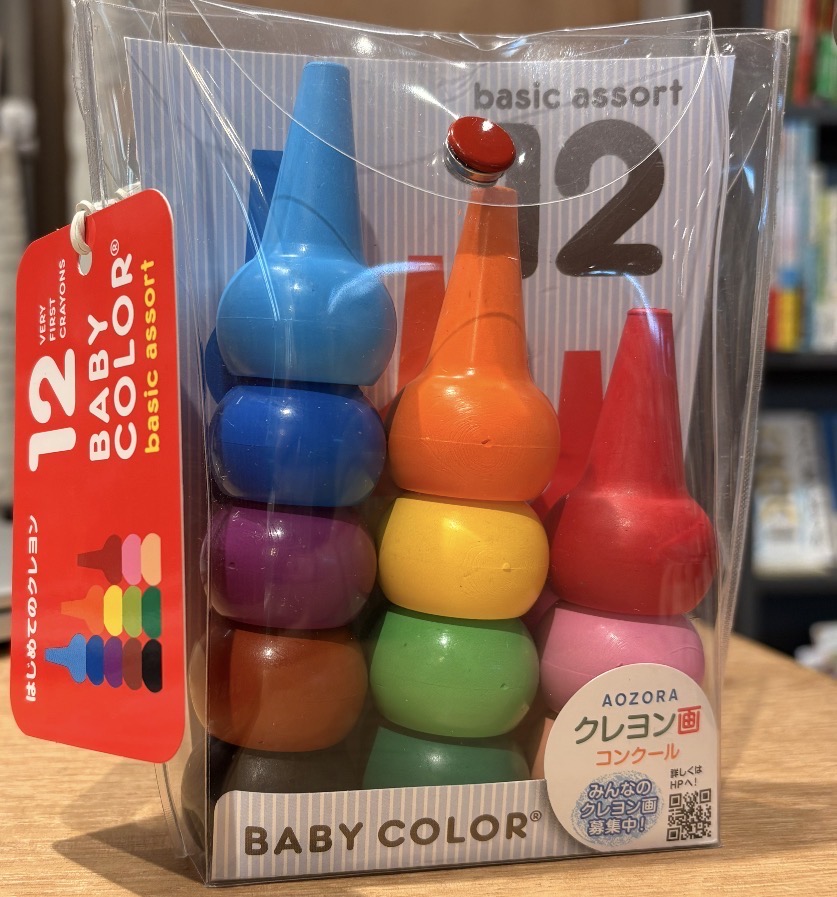 basic assort
12
12
VERY
FIRST
CRAYONS
BABY
COLOR®
basic assort
はじめてのクレヨン
AOZORA
クレヨン画
コンクール
みんなの
クレヨン画
募集中!
詳しくは
HPへ!
BABY COLOR®